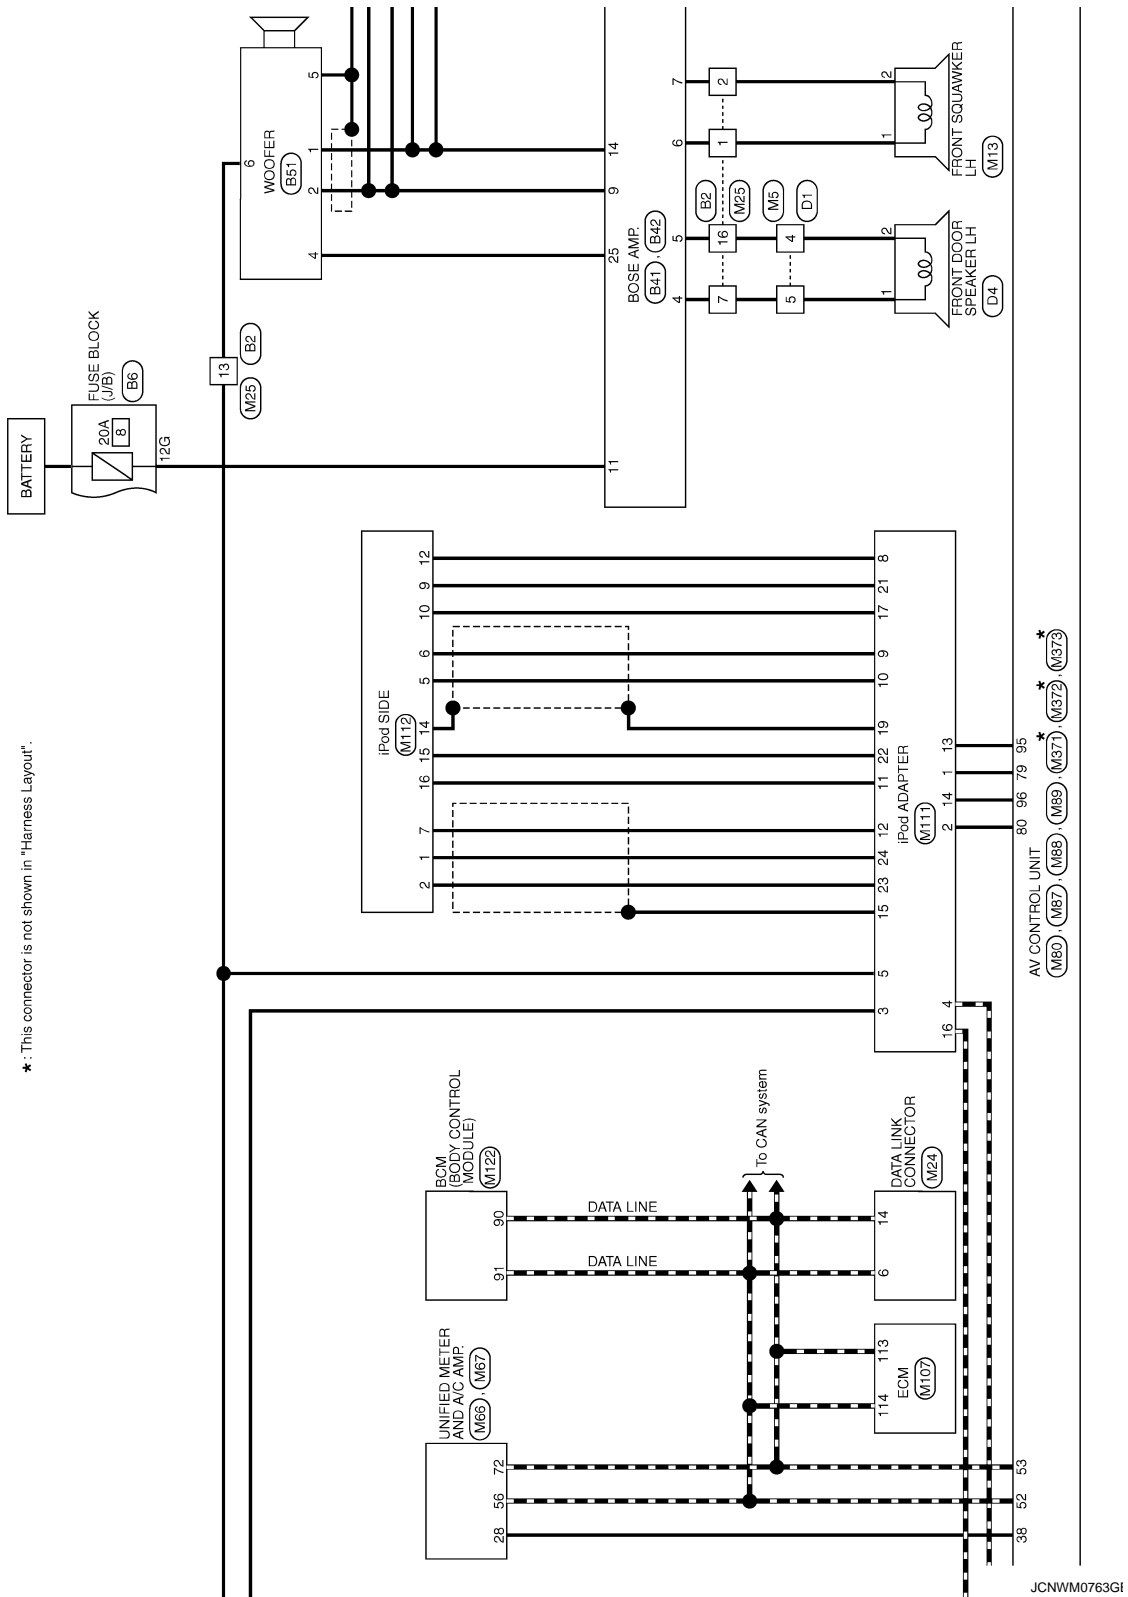 ★ : This connector is not shown in "Harness Layout".
BATTERY
FUSE BLOCK
(J/B)
B6
20A
8
12G
M25
13
B2
6
WOOFER
B51
5
1
2
4
14
9
25
11
BOSE AMP.
B41 , B42
7
6
5
4
2
1
B2
M25
M5
D1
16
4
7
5
2
1
FRONT SQUAWKER
LH
M13
2
1
FRONT DOOR
SPEAKER LH
D4
iPod SIDE
M112
12
9
10
6
5
14
15
16
7
1
2
8
21
17
9
10
19
22
11
12
24
23
15
5
3
iPod ADAPTER
M111
13
1
14
2
4
16
95
79
96
80
AV CONTROL UNIT
M80 , M87 , M88 , M89 , M371★ , M372★ , M373★
BCM
(BODY CONTROL
MODULE)
M122
90
91
DATA LINE
DATA LINE
To CAN system
14
6
DATA LINK
CONNECTOR
M24
113
114
ECM
M107
UNIFIED METER
AND A/C AMP.
M66 , M67
72
56
28
53
52
38